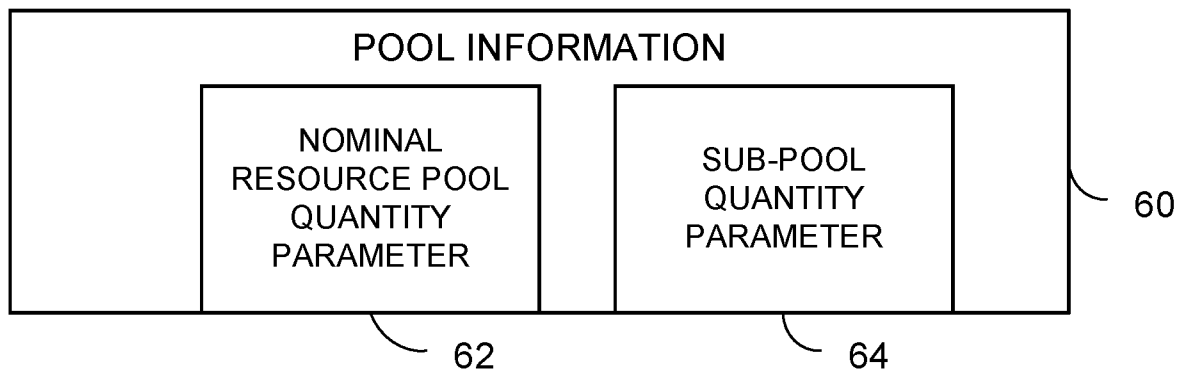 POOL INFORMATION
NOMINAL
RESOURCE POOL
QUANTITY
PARAMETER
SUB-POOL
QUANTITY
PARAMETER
60
62
64